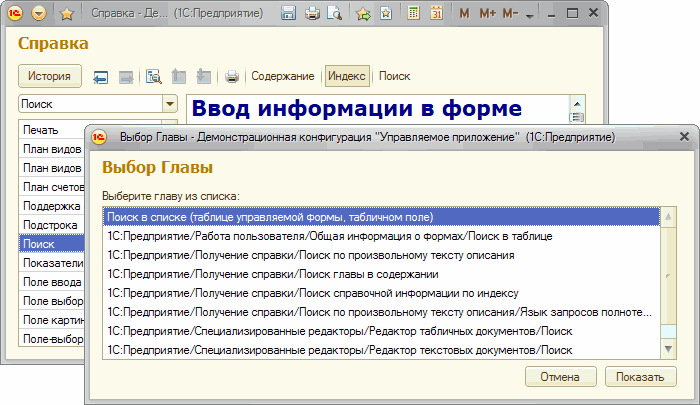 Справка - Де... (1С:Предприятие)
M M+ M-
31
Справка
История
Содержание Индекс Поиск
Поиск
Ввод информации в форме
Печать
План видов
План видов
План счетов
Поддержка
Подстрока
Поиск
Показатели
Поле ввода
Поле выбор
Поле картин
Поле-выбор
Выбор Главы - Демонстрационная конфигурация "Управляемое приложение" (1С:Предприятие)
Выбор Главы
Выберите главу из списка:
Поиск в списке (таблице управляемой формы, табличном поле)
1С:Предприятие/Работа пользователя/Общая информация о формах/Поиск в таблице
1С:Предприятие/Получение справки/Поиск по произвольному тексту описания
1С:Предприятие/Получение справки/Поиск главы в содержании
1С:Предприятие/Получение справки/Поиск справочной информации по индексу
1С:Предприятие/Получение справки/Поиск по произвольному тексту описания/Язык запросов полноте...
1С:Предприятие/Специализированные редакторы/Редактор табличных документов/Поиск
1С:Предприятие/Специализированные редакторы/Редактор текстовых документов/Поиск
Отмена Показать